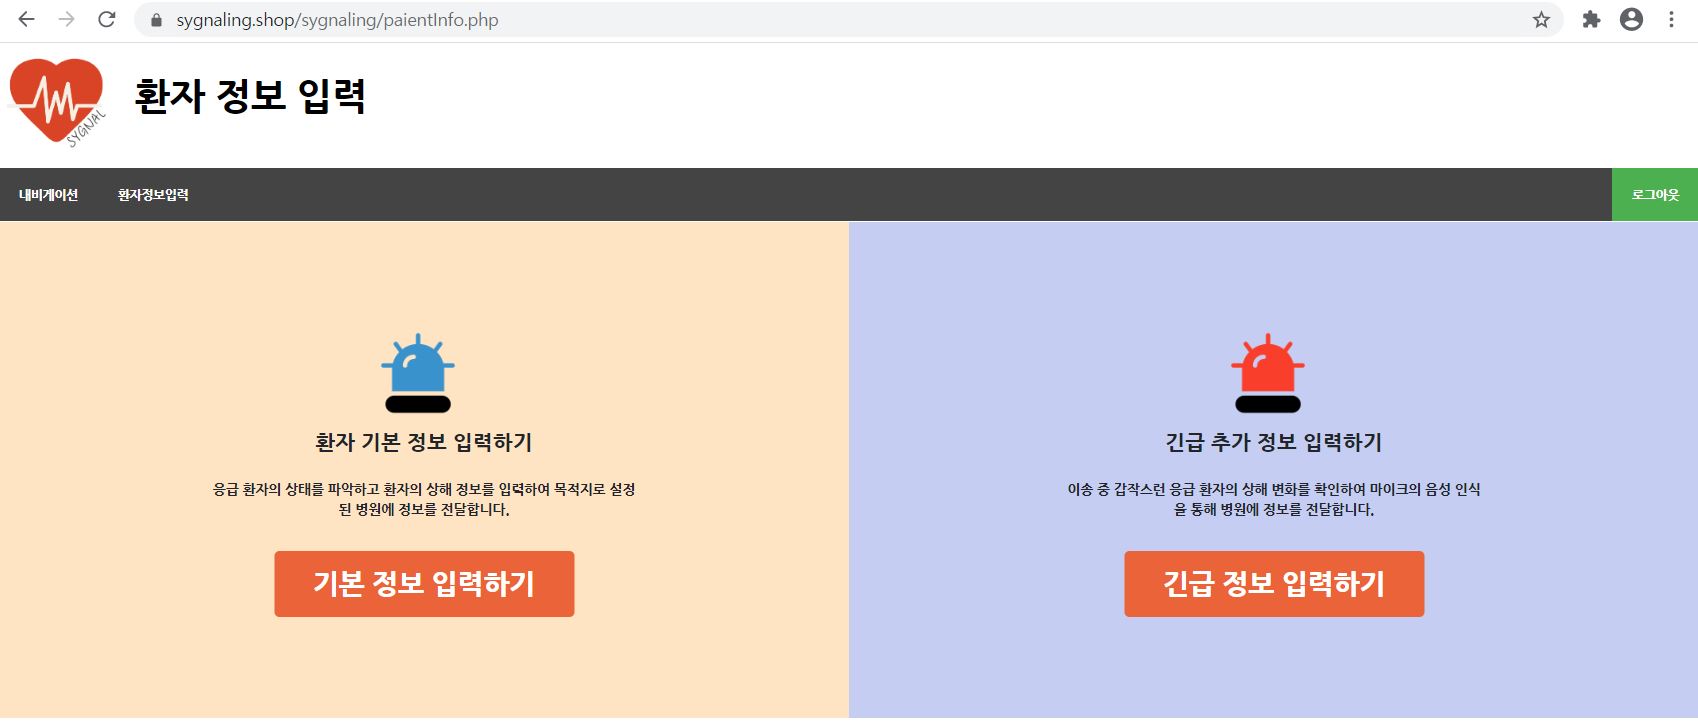 sygnaling.shop/sygnaling/paientInfo.php
SYGNAL
환자 정보 입력
내비게이션 환자정보입력 로그아웃
환자 기본 정보 입력하기
응급 환자의 상태를 파악하고 환자의 상해 정보를 입력하여 목적지로 설정
된 병원에 정보를 전달합니다.
기본 정보 입력하기
긴급 추가 정보 입력하기
이송 중 갑작스런 응급 환자의 상해 변화를 확인하여 마이크의 음성 인식
을 통해 병원에 정보를 전달합니다.
긴급 정보 입력하기